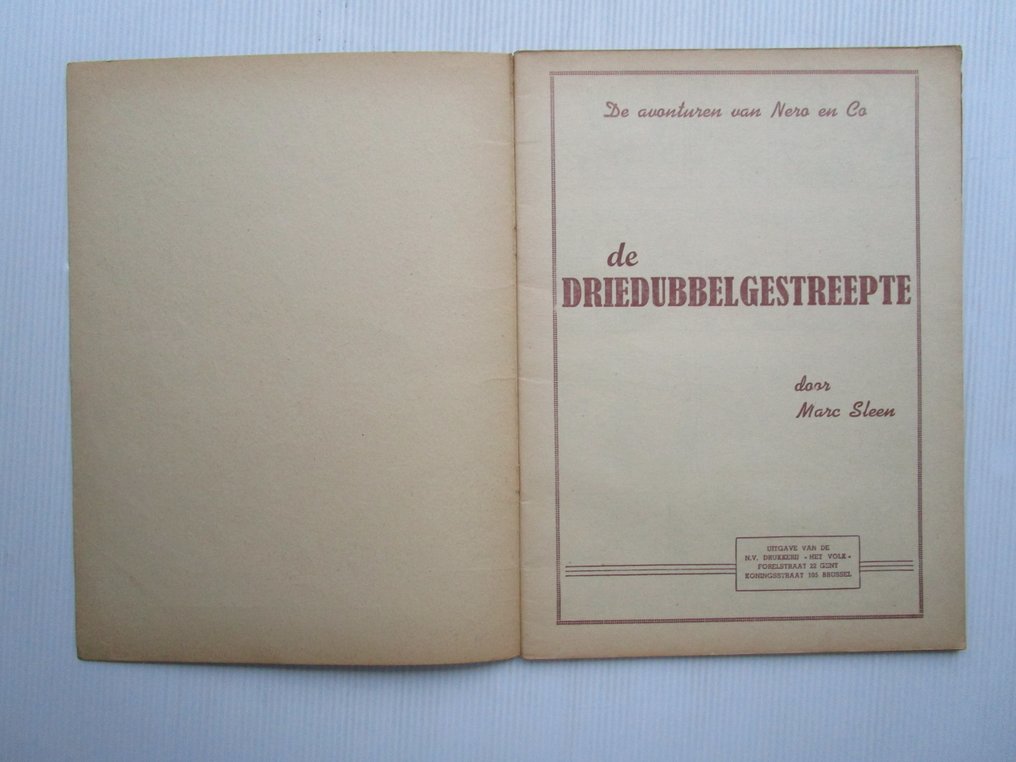 De avonturen van Nero en Co
de
DRIEDUBBELGESTREEPTE
door
Marc Sleen
UITGAVE VAN DE
N.V. DRUKKERIJ « HET VOLK »
FORELSTRAAT 22 GENT
KONINGSSTRAAT 105 BRUSSEL